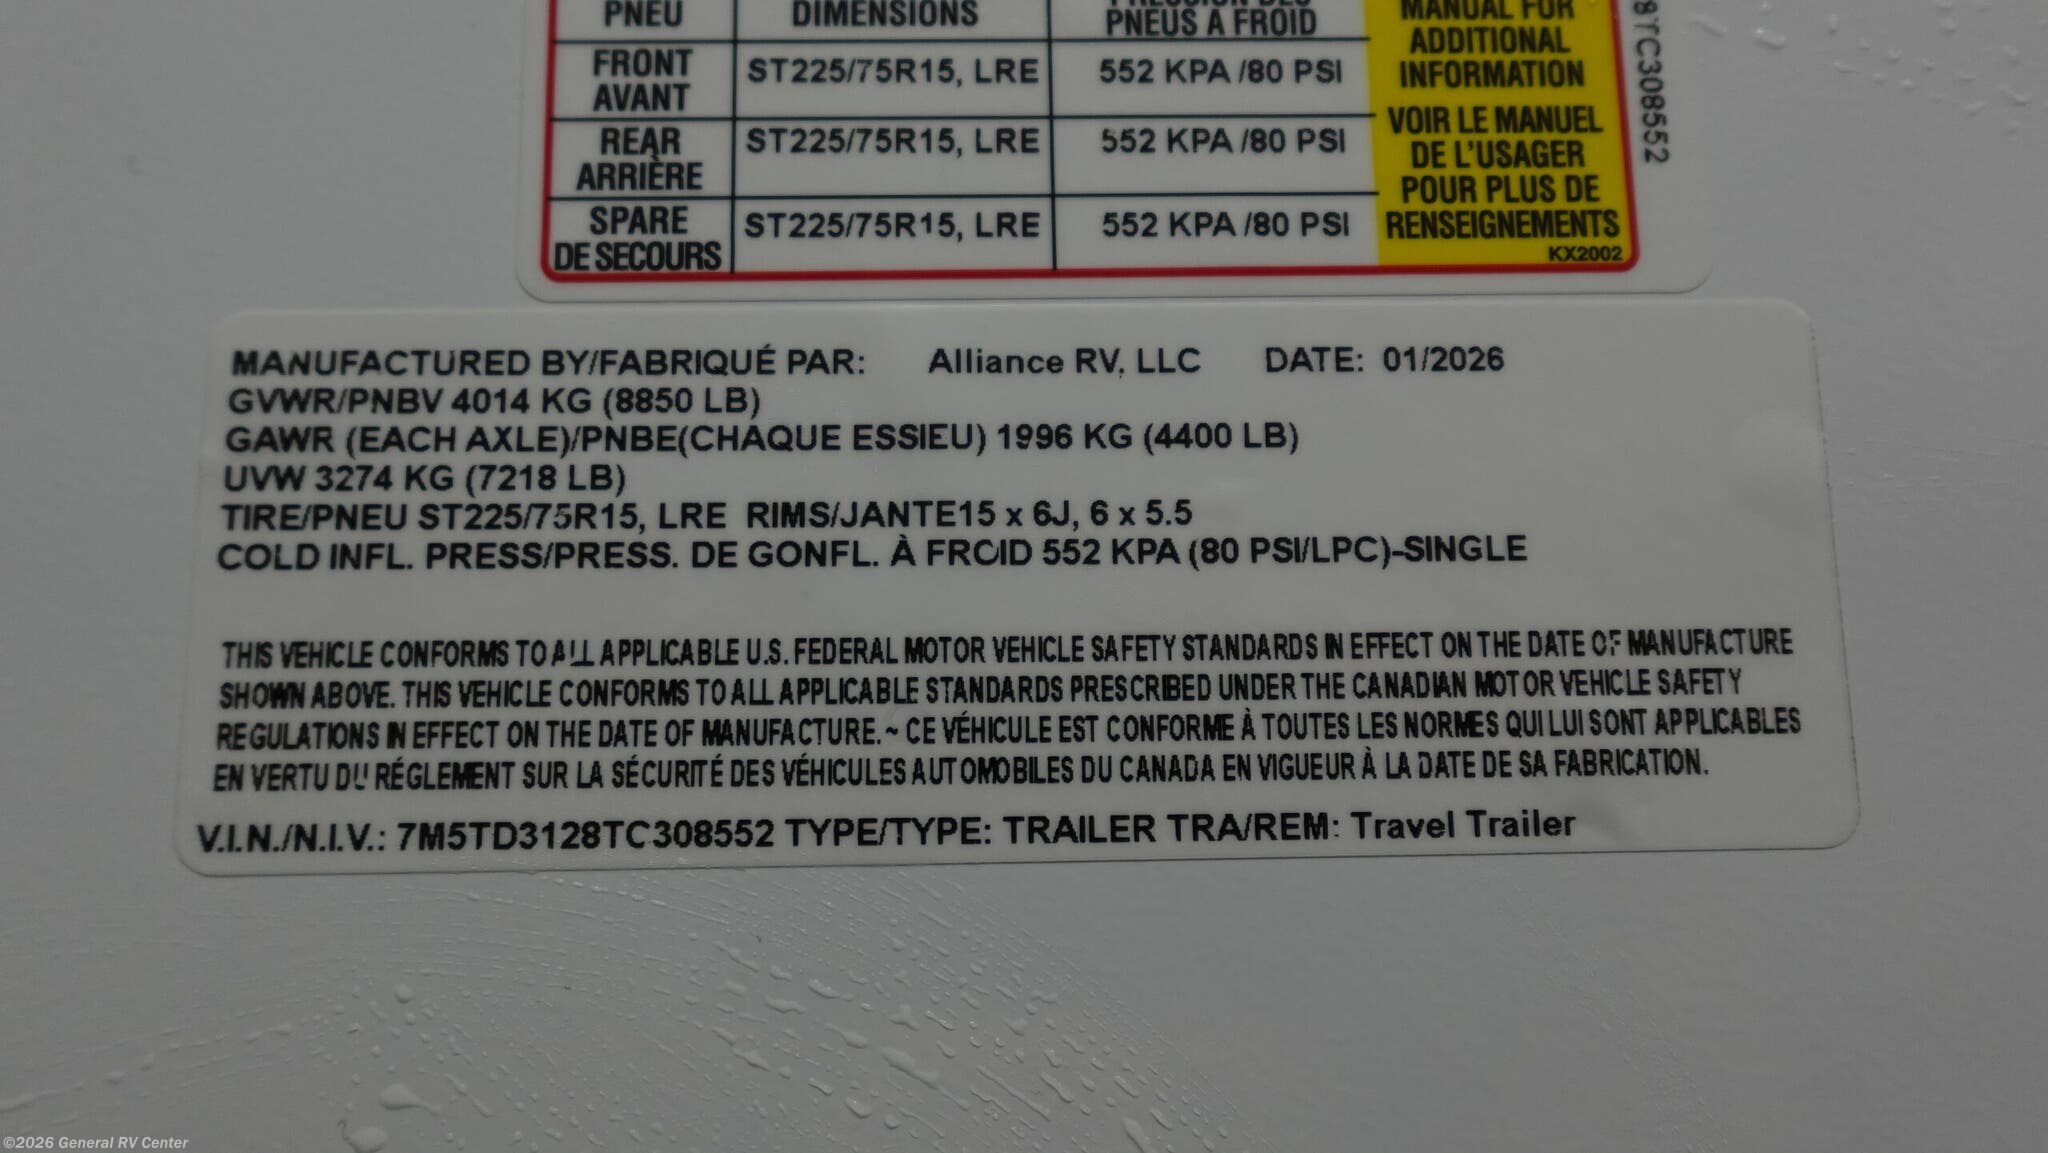 PNEU DIMENSIONS PNEUS À FROID
MANUAL FOR
ADDITIONAL
INFORMATION
FRONT
AVANT
ST225/75R15, LRE 552 KPA /80 PSI
REAR
ARRIÈRE
ST225/75R15, LRE 552 KPA /80 PSI
SPARE
DE SECOURS
ST225/75R15, LRE 552 KPA /80 PSI
VOIR LE MANUEL
DE L'USAGER
POUR PLUS DE
RENSEIGNEMENTS
KX2002
8TC308552
MANUFACTURED BY/FABRIQUÉ PAR: Alliance RV, LLC DATE: 01/2026
GVWR/PNBV 4014 KG (8850 LB)
GAWR (EACH AXLE)/PNBE(CHAQUE ESSIEU) 1996 KG (4400 LB)
UVW 3274 KG (7218 LB)
TIRE/PNEU ST225/75R15, LRE RIMS/JANTE15 x 6J, 6 x 5.5
COLD INFL. PRESS/PRESS. DE GONFL. À FROID 552 KPA (80 PSI/LPC)-SINGLE
THIS VEHICLE CONFORMS TO ALL APPLICABLE U.S. FEDERAL MOTOR VEHICLE SAFETY STANDARDS IN EFFECT ON THE DATE OF MANUFACTURE
SHOWN ABOVE. THIS VEHICLE CONFORMS TO ALL APPLICABLE STANDARDS PRESCRIBED UNDER THE CANADIAN MOTOR VEHICLE SAFETY
REGULATIONS IN EFFECT ON THE DATE OF MANUFACTURE. ~ CE VÉHICULE EST CONFORME À TOUTES LES NORMES QUI LUI SONT APPLICABLES
EN VERTU DU RÉGLEMENT SUR LA SÉCURITÉ DES VÉHICULES AUTOMOBILES DU CANADA EN VIGUEUR À LA DATE DE SA FABRICATION.
V.I.N./N.I.V.: 7M5TD3128TC308552 TYPE/TYPE: TRAILER TRA/REM: Travel Trailer
©2026 General RV Center